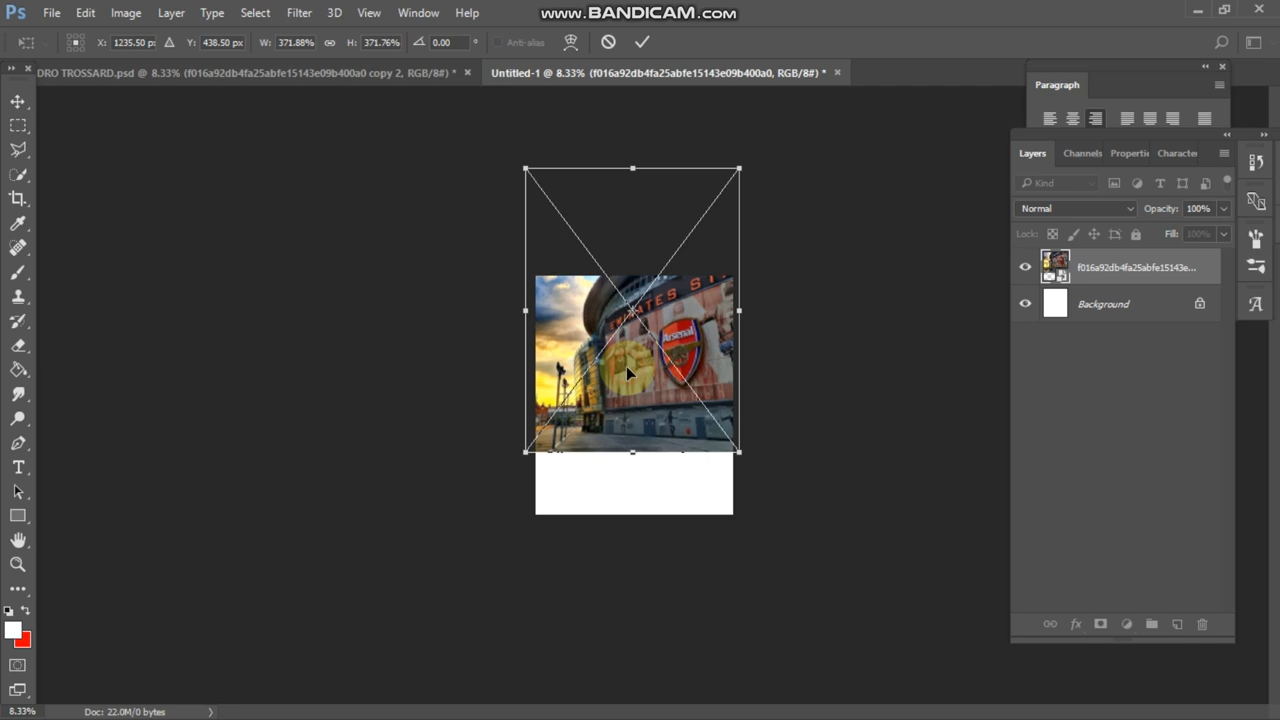 Ps File Edit Image Layer Type Select Filter 3D View Window Help www.BANDICAM.com
X: 1235.50 px Y: 438.50 px W: 371.88% H: 371.76% 0.00 ° Anti-alias
DRO TROSSARD.psd @ 8.33% (f016a92db4fa25abfe15143e09b400a0 copy 2, RGB/8#) * × Untitled-1 @ 8.33% (f016a92db4fa25abfe15143e09b400a0, RGB/8#) * ×
Paragraph
Layers Channels Properti Character
Kind
Normal Opacity: 100%
Lock: Fill: 100%
f016a92db4fa25abfe15143e...
Background
EMIRATES ST
Arsenal
8.33% Doc: 22.0M/0 bytes